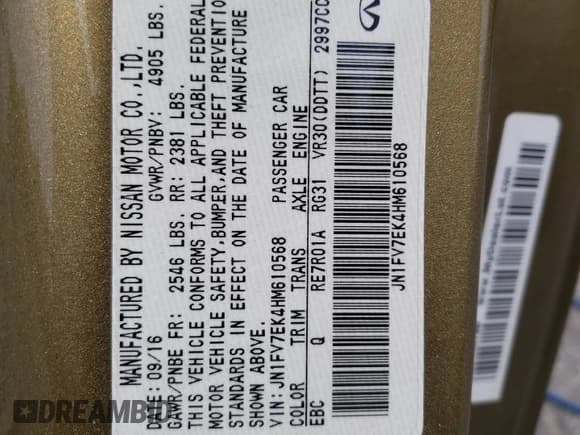 MANUFACTURED BY NISSAN MOTOR CO.,LTD.
DATE: 09/16 GVWR/PNBV: 4905 LBS.
GAWR/PNBE FR: 2546 LBS. RR: 2381 LBS.
THIS VEHICLE CONFORMS TO ALL APPLICABLE FEDERAL
MOTOR VEHICLE SAFETY,BUMPER,AND THEFT PREVENTION
STANDARDS IN EFFECT ON THE DATE OF MANUFACTURE
SHOWN ABOVE.
VIN: JN1FV7EK4HM610568 PASSENGER CAR
COLOR TRIM TRANS AXLE ENGINE
EBC Q RE7R01A RG31 VR30(DDTT) 2997CC
JN1FV7EK4HM610568
DREAMBID